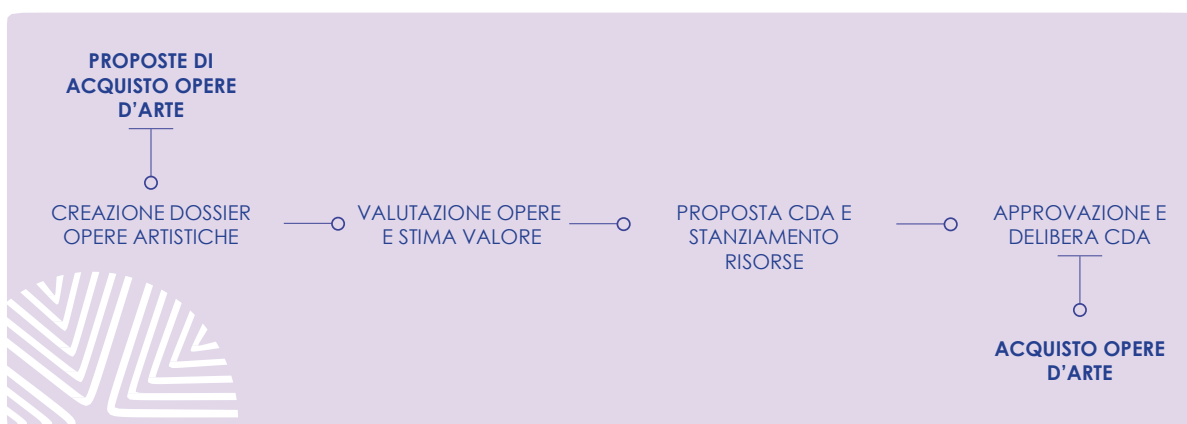 PROPOSTE DI
ACQUISTO OPERE
D’ARTE
CREAZIONE DOSSIER
OPERE ARTISTICHE
VALUTAZIONE OPERE
E STIMA VALORE
PROPOSTA CDA E
STANZIAMENTO
RISORSE
APPROVAZIONE E
DELIBERA CDA
ACQUISTO OPERE
D’ARTE